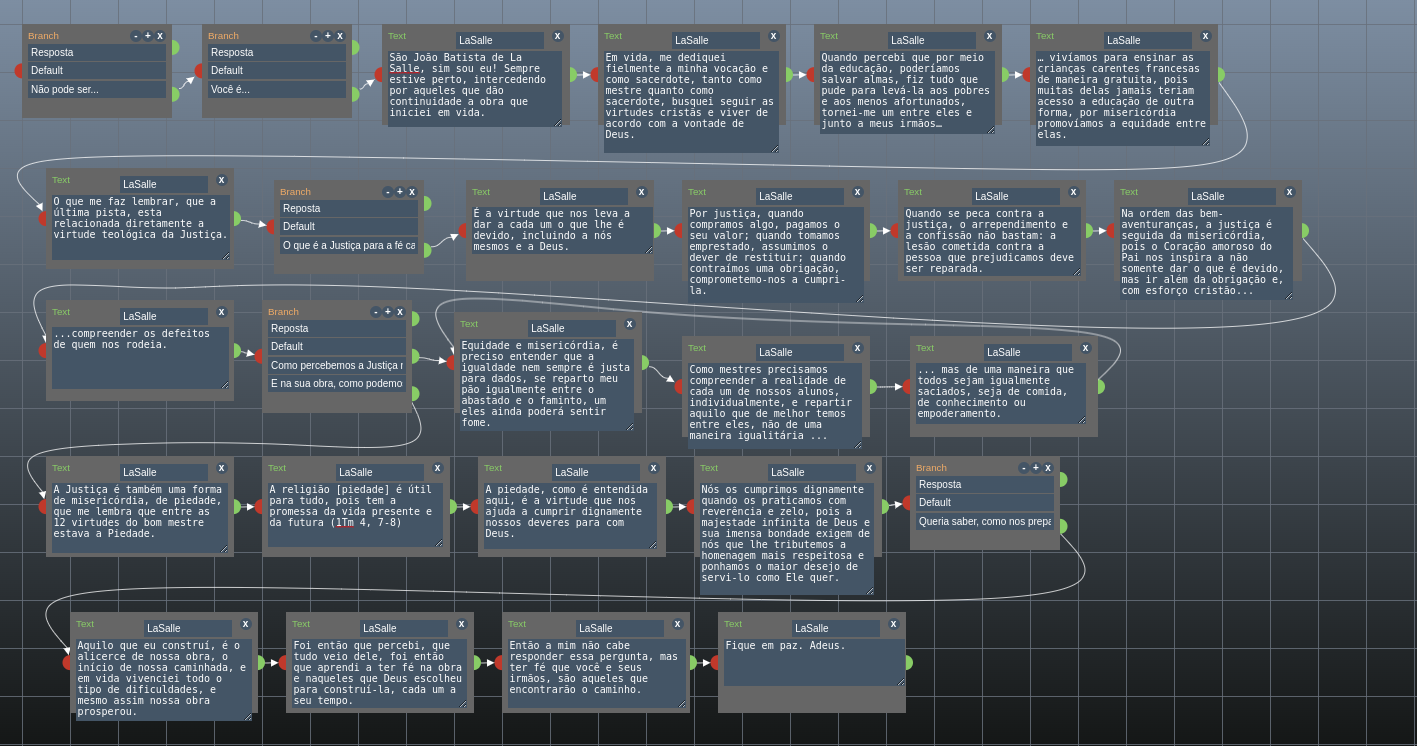 Branch
- + x
Resposta
Default
Não pode ser...
Branch
- + x
Resposta
Default
Você é...
Text
LaSalle
x
São João Batista de La
Salle, sim sou eu! Sempre
estive perto, intercedendo
por aqueles que dão
continuidade a obra que
iniciei em vida.
Text
LaSalle
x
Em vida, me dediquei
fielmente a minha vocação e
como sacerdote, tanto como
mestre quanto como
sacerdote, busquei seguir as
virtudes cristãs e viver de
acordo com a vontade de
Deus.
Text
LaSalle
x
Quando percebi que por meio
da educação, poderíamos
salvar almas, fiz tudo que
pude para levá-la aos pobres
e aos menos afortunados,
tornei-me um entre eles e
junto a meus irmãos…
Text
LaSalle
x
… vivíamos para ensinar as
crianças carentes francesas
de maneira gratuita, pois
muitas delas jamais teriam
acesso a educação de outra
forma, por misericórdia
promovíamos a equidade entre
elas.
Text
LaSalle
x
O que me faz lembrar, que a
última pista, esta
relacionada diretamente a
virtude teológica da Justiça.
Branch
- + x
Resposta
Default
O que é a Justiça para a fé ca
Text
LaSalle
x
É a virtude que nos leva a
dar a cada um o que lhe é
devido, incluindo a nós
mesmos e a Deus.
Text
LaSalle
x
Por justiça, quando
compramos algo, pagamos o
seu valor; quando tomamos
emprestado, assumimos o
dever de restituir; quando
contraímos uma obrigação,
comprometemo-nos a cumpri-
la.
Text
LaSalle
x
Quando se peca contra a
justiça, o arrependimento e
a confissão não bastam: a
lesão cometida contra a
pessoa que prejudicamos deve
ser reparada.
Text
LaSalle
x
Na ordem das bem-
aventuranças, a justiça é
seguida da misericórdia,
pois o Coração amoroso do
Pai nos inspira a não
somente dar o que é devido,
mas ir além da obrigação e,
com esforço cristão...
Text
LaSalle
x
...compreender os defeitos
de quem nos rodeia.
Branch
- + x
Resposta
Default
Como percebemos a Justiça r
E na sua obra, como podemo
Text
LaSalle
x
Equidade e misericórdia, é
preciso entender que a
igualdade nem sempre é justa
para dados, se reparto meu
pão igualmente entre o
abastado e o faminto, um
eles ainda poderá sentir
fome.
Text
LaSalle
x
Como mestres precisamos
compreender a realidade de
cada um de nossos alunos,
individualmente, e repartir
aquilo que de melhor temos
entre eles, não de uma
maneira igualitária ...
Text
LaSalle
x
... mas de uma maneira que
todos sejam igualmente
saciados, seja de comida,
de conhecimento ou
empoderamento.
Text
LaSalle
x
A Justiça é também uma forma
de misericórdia, de piedade,
que me lembra que entre as
12 virtudes do bom mestre
estava a Piedade.
Text
LaSalle
x
A religião [piedade] é útil
para tudo, pois tem a
promessa da vida presente e
da futura (1Tm 4, 7-8)
Text
LaSalle
x
A piedade, como é entendida
aqui, é a virtude que nos
ajuda a cumprir dignamente
nossos deveres para com
Deus.
Text
LaSalle
x
Nós os cumprimos dignamente
quando os praticamos com
reverência e zelo, pois a
majestade infinita de Deus e
sua imensa bondade exigem de
nós que lhe tributemos a
homenagem mais respeitosa e
ponhamos o maior desejo de
servi-lo como Ele quer.
Branch
- + x
Resposta
Default
Queria saber, como nos prepa
Text
LaSalle
x
Aquilo que eu construí, é o
alicerce de nossa obra, o
início de nossa caminhada, e
em vida vivenciei todo o
tipo de dificuldades, e
mesmo assim nossa obra
prosperou.
Text
LaSalle
x
Foi então que percebi, que
tudo veio dele, foi então
que aprendi a ter fé na obra
e naqueles que Deus escolheu
para construí-la, cada um a
seu tempo.
Text
LaSalle
x
Então a mim não cabe
responder essa pergunta, mas
ter fé que você e seus
irmãos, são aqueles que
encontrarão o caminho.
Text
LaSalle
x
Fique em paz. Adeus.